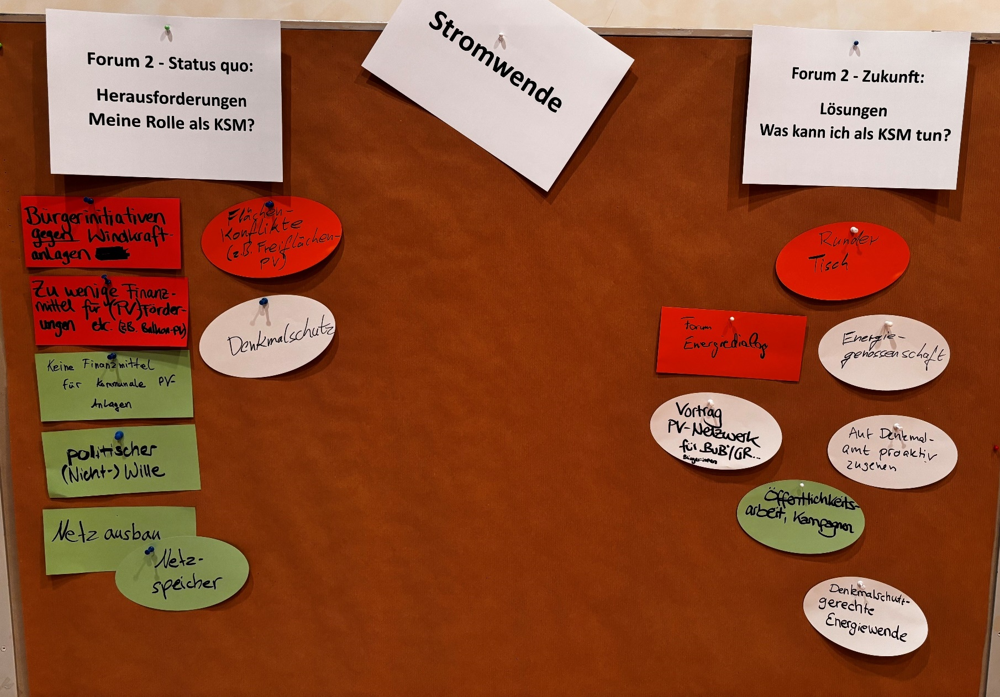 Stromwende
Forum 2 - Status quo:
Herausforderungen
Meine Rolle als KSM?
Bürgerinitiativen
gegen Windkraft-
anlagen
Flächen-
Konflikte
(z.B. Freiflächen-
PV)
Zu wenige Finanz-
mittel für (PV)Förder-
ungen etc. (z.B. Balkon-PV)
Denkmalschutz
Keine Finanzmittel
für Kommunale PV-
Anlagen
politischer
(Nicht-) Wille
Netzausbau
Netz-
speicher
Forum 2 - Zukunft:
Lösungen
Was kann ich als KSM tun?
Runder
Tisch
Forum
Energiedialog
Energie-
genossenschaft
Vortrag
PV-Netzwerk
für BuB/GR...
Bürger:innen
Auf Denkmal-
amt proaktiv
zugehen
Öffentlichkeits-
arbeit, Kampagnen
Denkmalschutz-
gerechte
Energiewende